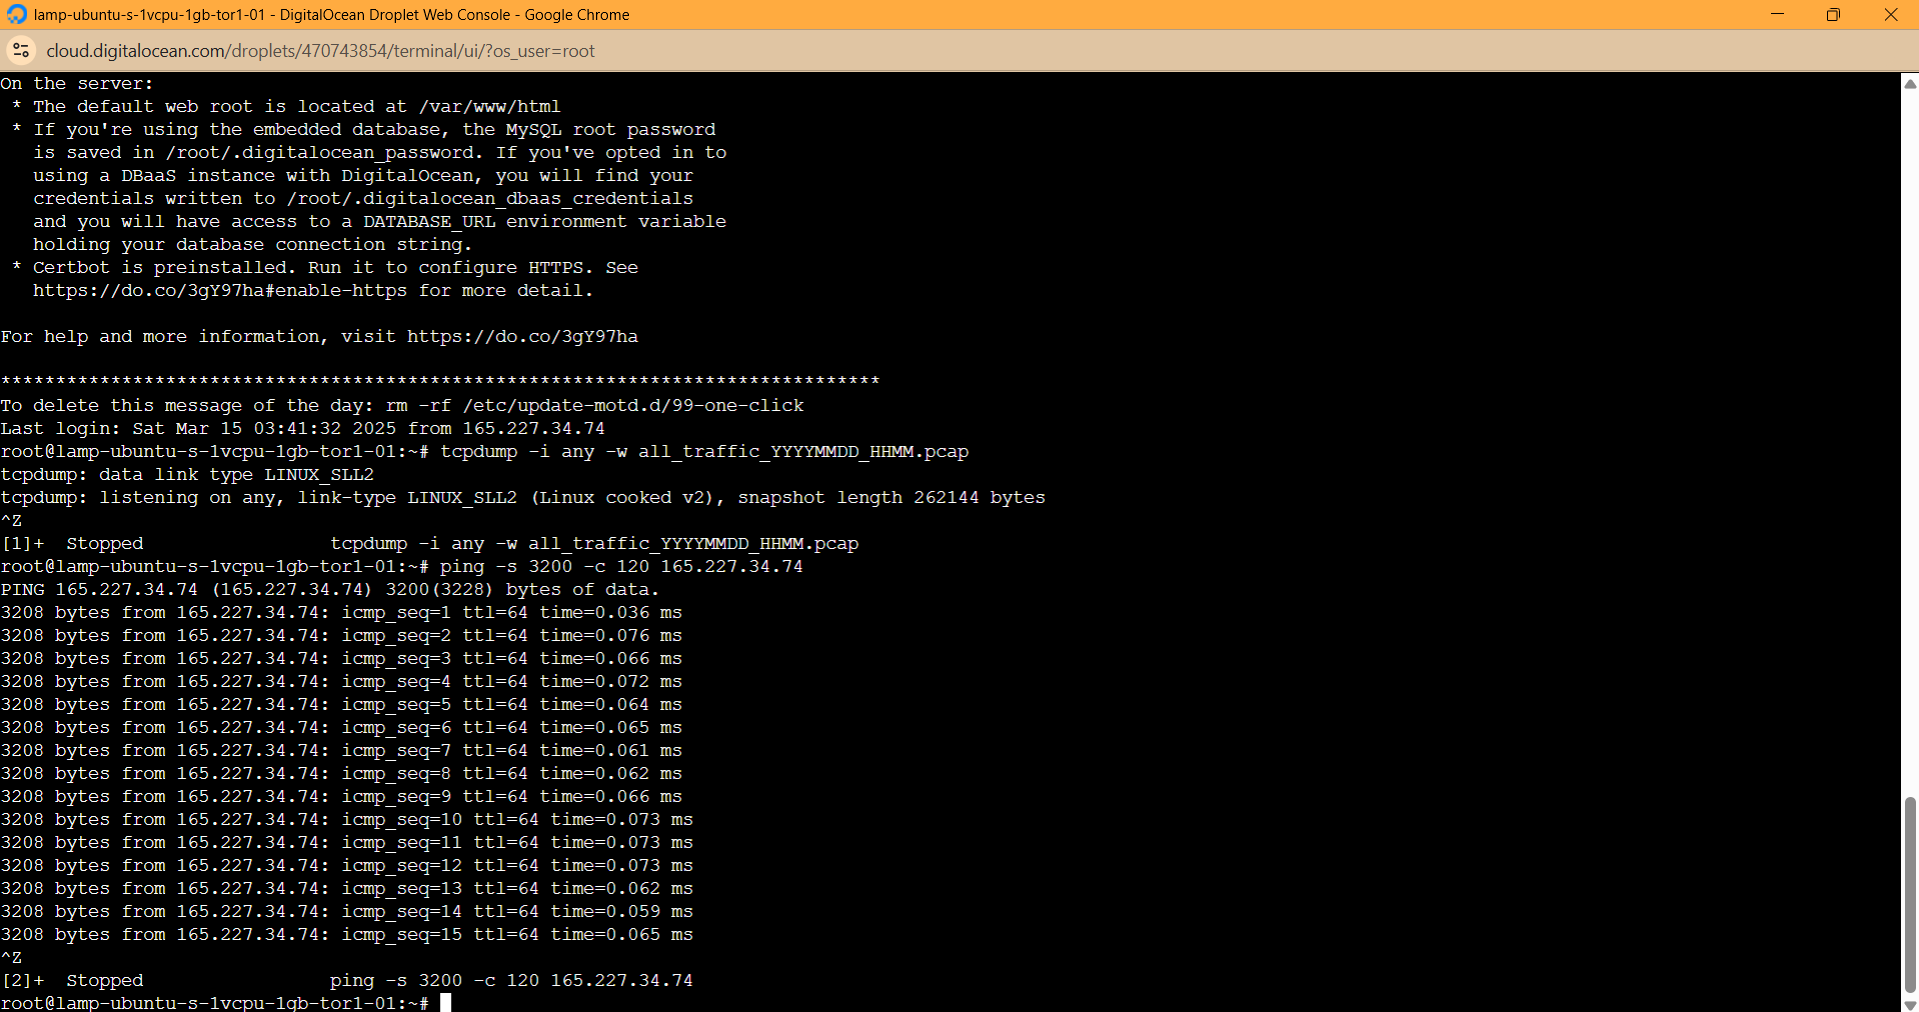 lamp-ubuntu-s-1vcpu-1gb-tor1-01 - DigitalOcean Droplet Web Console - Google Chrome
cloud.digitalocean.com/droplets/470743854/terminal/ui/?os_user=root
On the server:
* The default web root is located at /var/www/html
* If you're using the embedded database, the MySQL root password
is saved in /root/.digitalocean_password. If you've opted in to
using a DBaaS instance with DigitalOcean, you will find your
credentials written to /root/.digitalocean_dbaas_credentials
and you will have access to a DATABASE_URL environment variable
holding your database connection string.
* Certbot is preinstalled. Run it to configure HTTPS. See
https://do.co/3gY97ha#enable-https for more detail.
For help and more information, visit https://do.co/3gY97ha
********************************************************************************
To delete this message of the day: rm -rf /etc/update-motd.d/99-one-click
Last login: Sat Mar 15 03:41:32 2025 from 165.227.34.74
root@lamp-ubuntu-s-1vcpu-1gb-tor1-01:~# tcpdump -i any -w all_traffic_YYYYMMDD_HHMM.pcap
tcpdump: data link type LINUX_SLL2
tcpdump: listening on any, link-type LINUX_SLL2 (Linux cooked v2), snapshot length 262144 bytes
^Z
[1]+  Stopped                 tcpdump -i any -w all_traffic_YYYYMMDD_HHMM.pcap
root@lamp-ubuntu-s-1vcpu-1gb-tor1-01:~# ping -s 3200 -c 120 165.227.34.74
PING 165.227.34.74 (165.227.34.74) 3200(3228) bytes of data.
3208 bytes from 165.227.34.74: icmp_seq=1 ttl=64 time=0.036 ms
3208 bytes from 165.227.34.74: icmp_seq=2 ttl=64 time=0.076 ms
3208 bytes from 165.227.34.74: icmp_seq=3 ttl=64 time=0.066 ms
3208 bytes from 165.227.34.74: icmp_seq=4 ttl=64 time=0.072 ms
3208 bytes from 165.227.34.74: icmp_seq=5 ttl=64 time=0.064 ms
3208 bytes from 165.227.34.74: icmp_seq=6 ttl=64 time=0.065 ms
3208 bytes from 165.227.34.74: icmp_seq=7 ttl=64 time=0.061 ms
3208 bytes from 165.227.34.74: icmp_seq=8 ttl=64 time=0.062 ms
3208 bytes from 165.227.34.74: icmp_seq=9 ttl=64 time=0.066 ms
3208 bytes from 165.227.34.74: icmp_seq=10 ttl=64 time=0.073 ms
3208 bytes from 165.227.34.74: icmp_seq=11 ttl=64 time=0.073 ms
3208 bytes from 165.227.34.74: icmp_seq=12 ttl=64 time=0.073 ms
3208 bytes from 165.227.34.74: icmp_seq=13 ttl=64 time=0.062 ms
3208 bytes from 165.227.34.74: icmp_seq=14 ttl=64 time=0.059 ms
3208 bytes from 165.227.34.74: icmp_seq=15 ttl=64 time=0.065 ms
^Z
[2]+  Stopped                 ping -s 3200 -c 120 165.227.34.74
root@lamp-ubuntu-s-1vcpu-1gb-tor1-01:~#